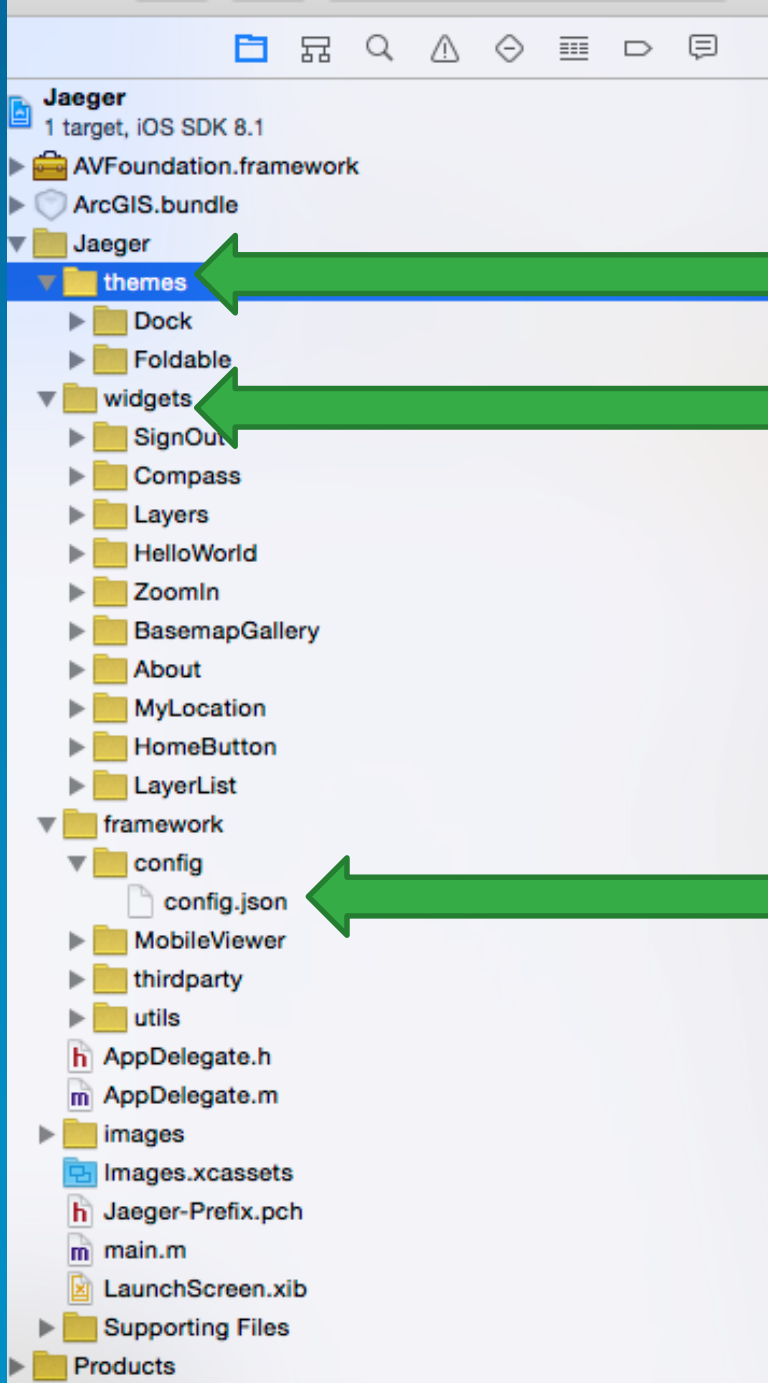 Jaeger
1 target, iOS SDK 8.1
AVFoundation.framework
ArcGIS.bundle
Jaeger
themes
Dock
Foldable
widgets
SignOut
Compass
Layers
HelloWorld
ZoomIn
BasemapGallery
About
MyLocation
HomeButton
LayerList
framework
config
config.json
MobileViewer
thirdparty
utils
h AppDelegate.h
m AppDelegate.m
images
Images.xcassets
h Jaeger-Prefix.pch
m main.m
LaunchScreen.xib
Supporting Files
Products